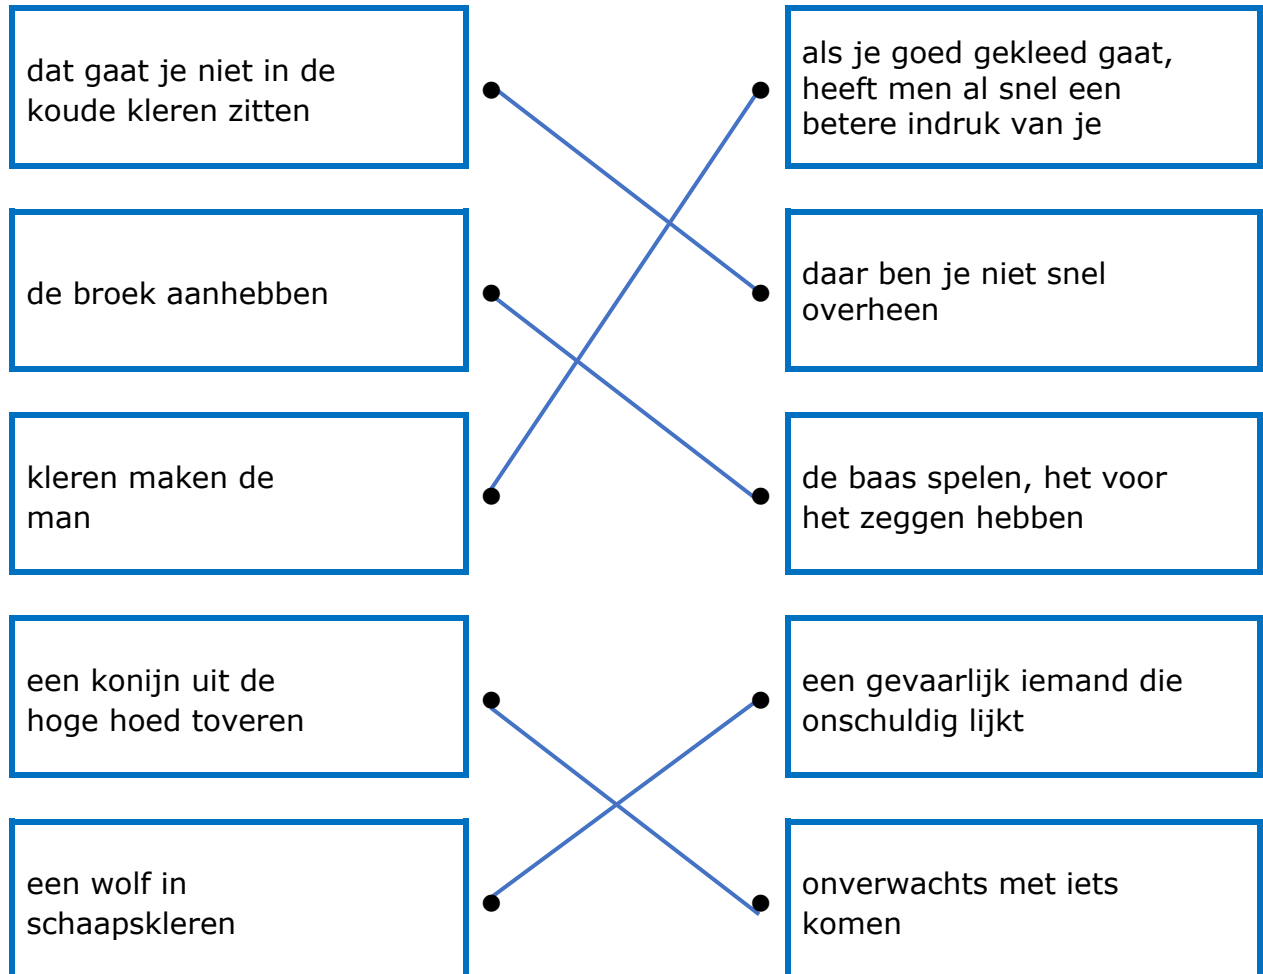 dat gaat je niet in de
koude kleren zitten
als je goed gekleed gaat,
heeft men al snel een
betere indruk van je
de broek aanhebben
daar ben je niet snel
overheen
kleren maken de
man
de baas spelen, het voor
het zeggen hebben
een konijn uit de
hoge hoed toveren
een gevaarlijk iemand die
onschuldig lijkt
een wolf in
schaapskleren
onverwachts met iets
komen